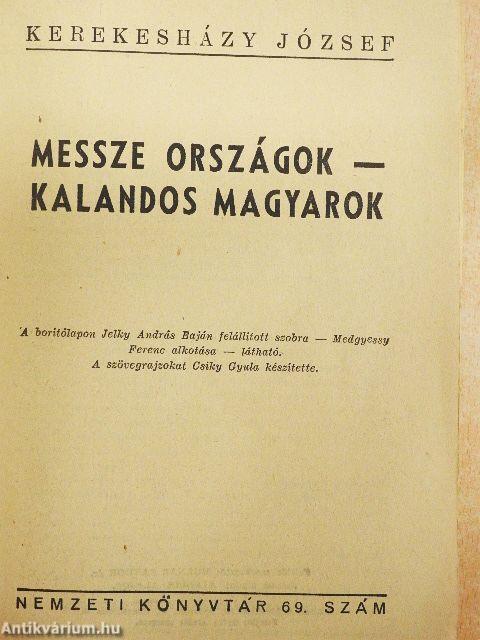 KEREKESHÁZY JÓZSEF
MESSZE ORSZÁGOK —
KALANDOS MAGYAROK
A borítólapon Jelky András Baján felállított szobra — Medgyessy
Ferenc alkotása — látható.
A szövegrajzokat Csiky Gyula készítette.
NEMZETI KÖNYVTÁR 69. SZÁM
Antikvárium.hu